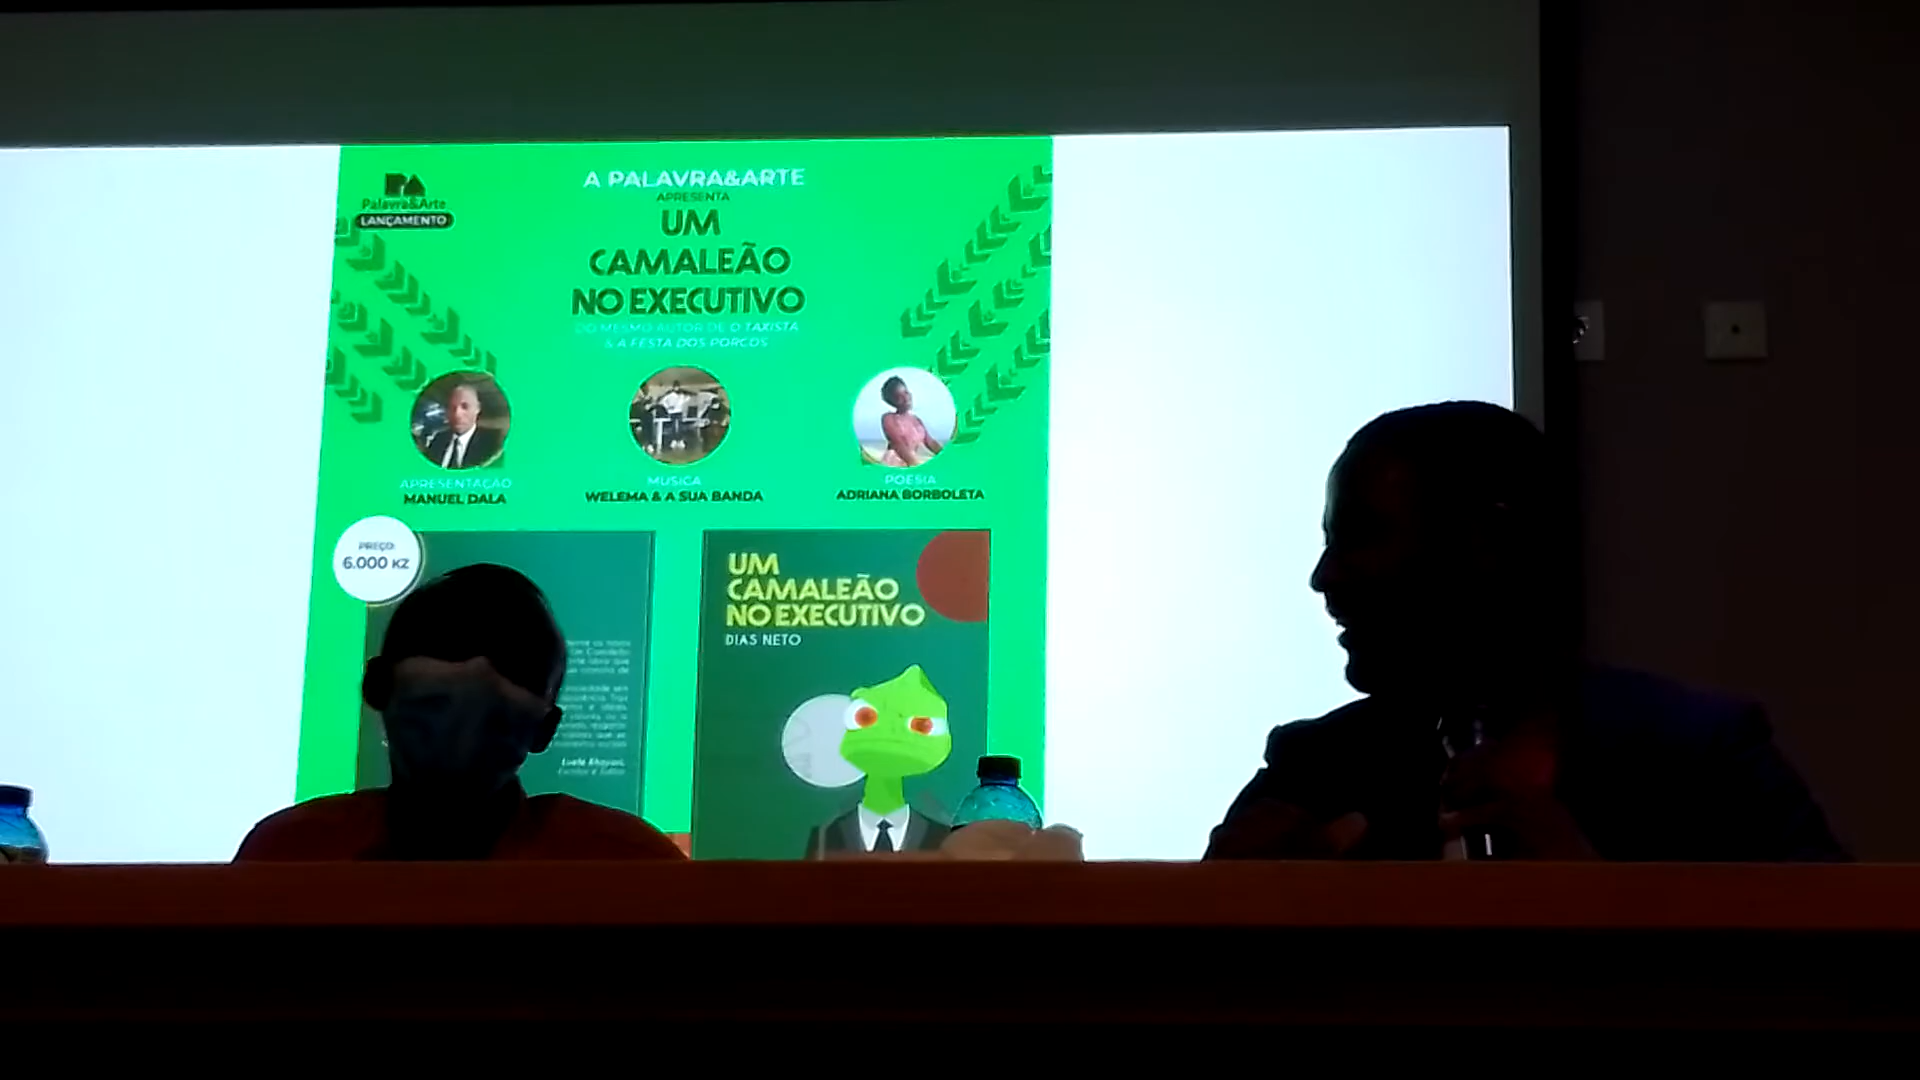 PA
Palavra&Arte
LANÇAMENTO
A PALAVRA&ARTE
APRESENTA
UM
CAMALEÃO
NO EXECUTIVO
DO MESMO AUTOR DE O TAXISTA
& A FESTA DOS PORCOS
APRESENTAÇÃO
MANUEL DALA
MUSICA
WELEMA & A SUA BANDA
POESIA
ADRIANA BORBOLETA
PREÇO:
6.000 KZ
UM
CAMALEÃO
NO EXECUTIVO
DIAS NETO